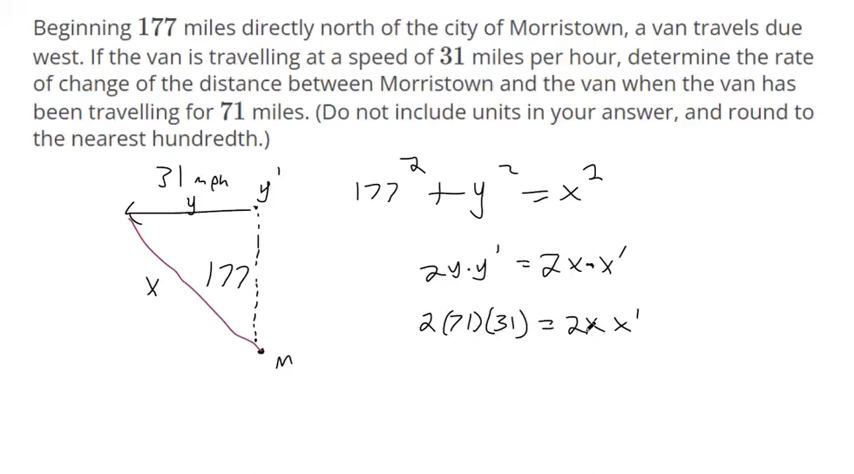 Beginning 177 miles directly north of the city of Morristown, a van travels due
west. If the van is travelling at a speed of 31 miles per hour, determine the rate
of change of the distance between Morristown and the van when the van has
been travelling for 71 miles. (Do not include units in your answer, and round to
the nearest hundredth.)
31 mph
y
y'
177² + y² = x²
x
177
2y·y' = 2x·x'
2(71)(31) = 2x x'
M